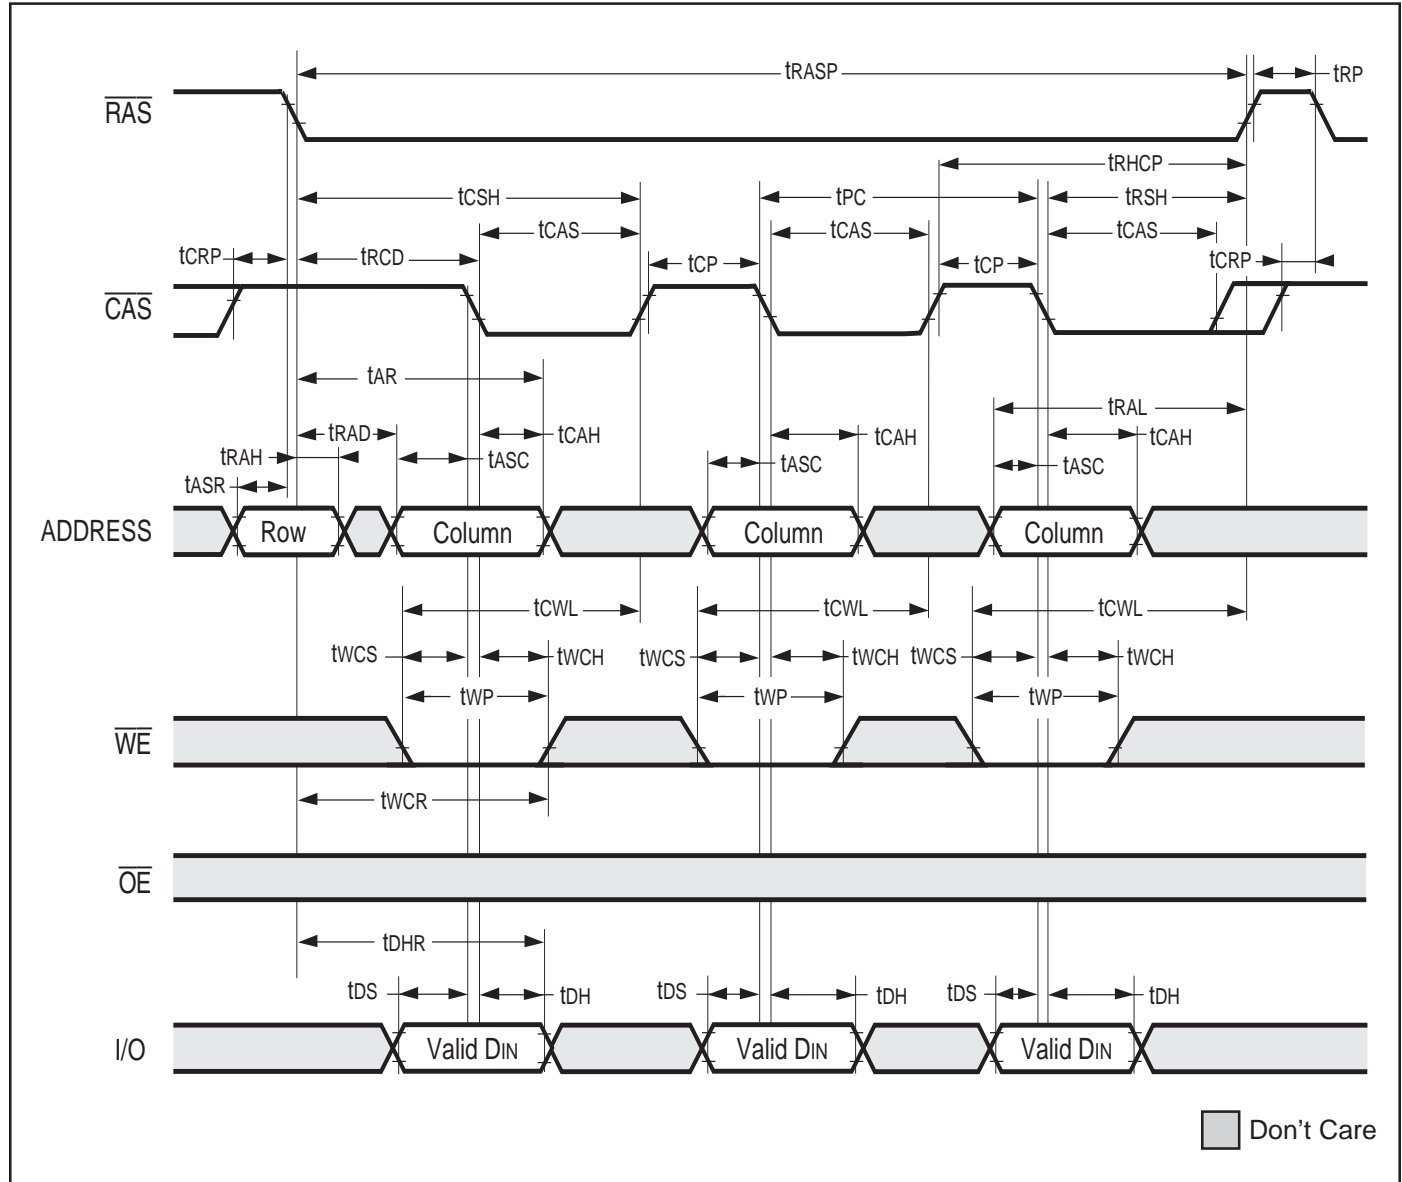 tRASP tRP
RAS
tRHCP
tCSH tPC tRSH
tCAS tCAS tCAS
tCRP tRCD tCP tCP tCRP
CAS
tAR
tRAL
tRAD tCAH tCAH tCAH
tRAH tASC tASC tASC
tASR
ADDRESS Row Column Column Column
tCWL tCWL tCWL
tWCS tWCH tWCS tWCH tWCS tWCH
tWP tWP tWP
WE
tWCR
OE
tDHR
tDS tDH tDS tDH tDS tDH
I/O Valid DIN Valid DIN Valid DIN
Don't Care